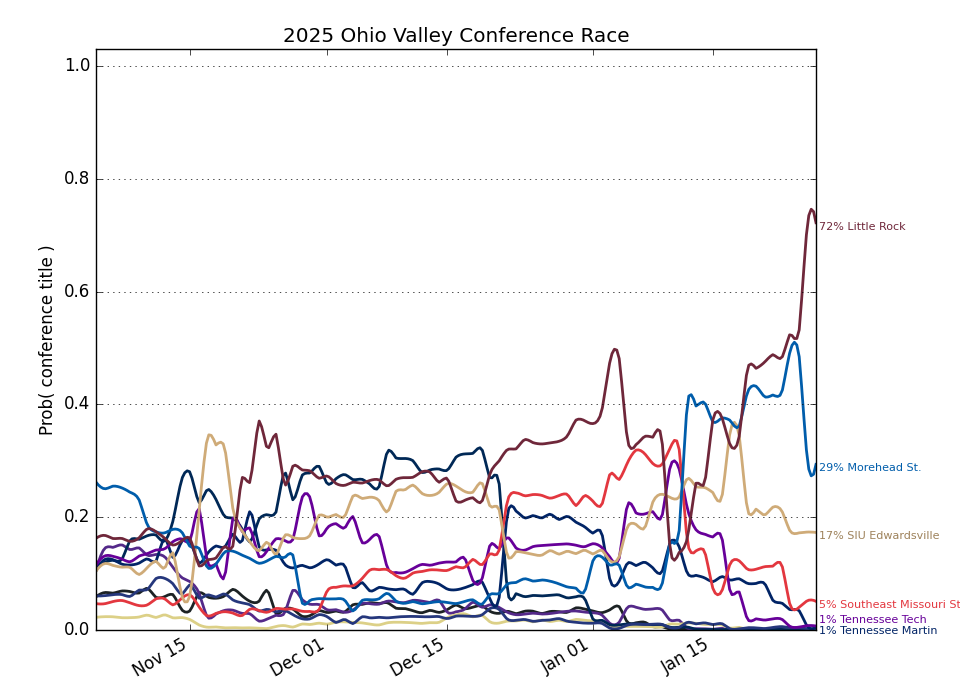 2025 Ohio Valley Conference Race
Prob( conference title )
1.0
0.8
0.6
0.4
0.2
0.0
Nov 15
Dec 01
Dec 15
Jan 01
Jan 15
72% Little Rock
29% Morehead St.
17% SIU Edwardsville
5% Southeast Missouri St
1% Tennessee Tech
1% Tennessee Martin